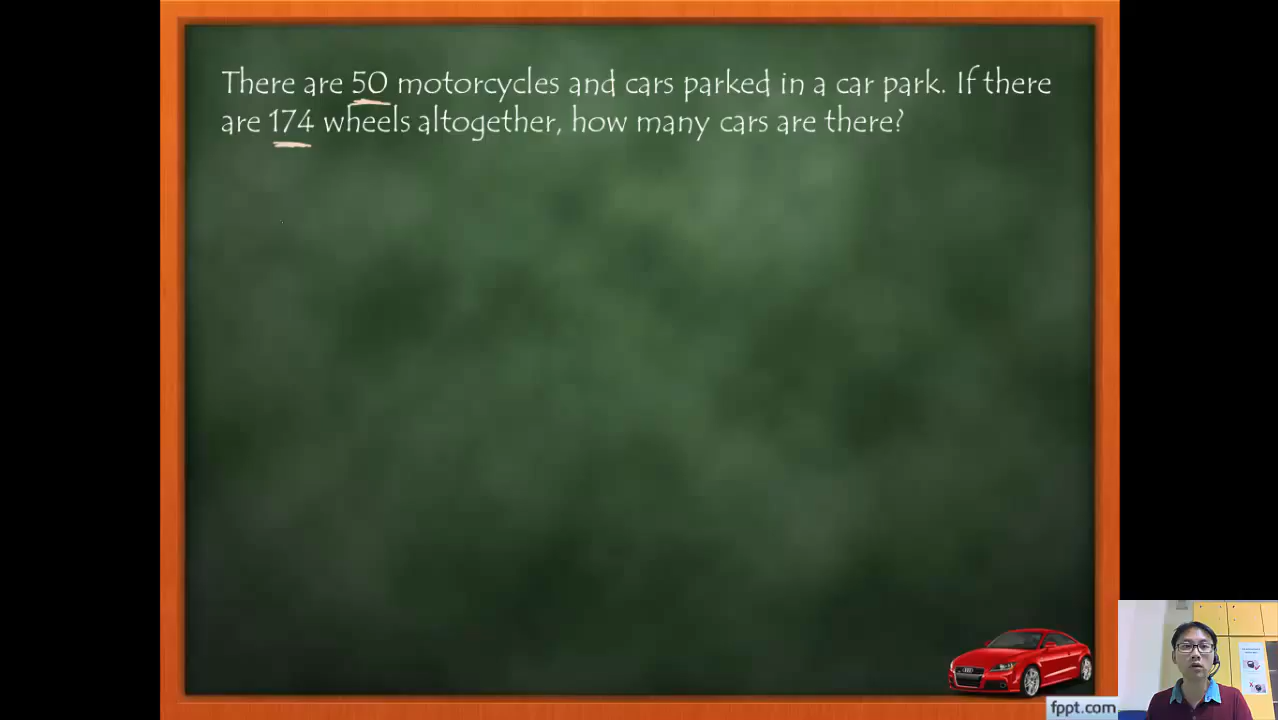 There are 50 motorcycles and cars parked in a car park. If there
are 174 wheels altogether, how many cars are there?
fppt.com